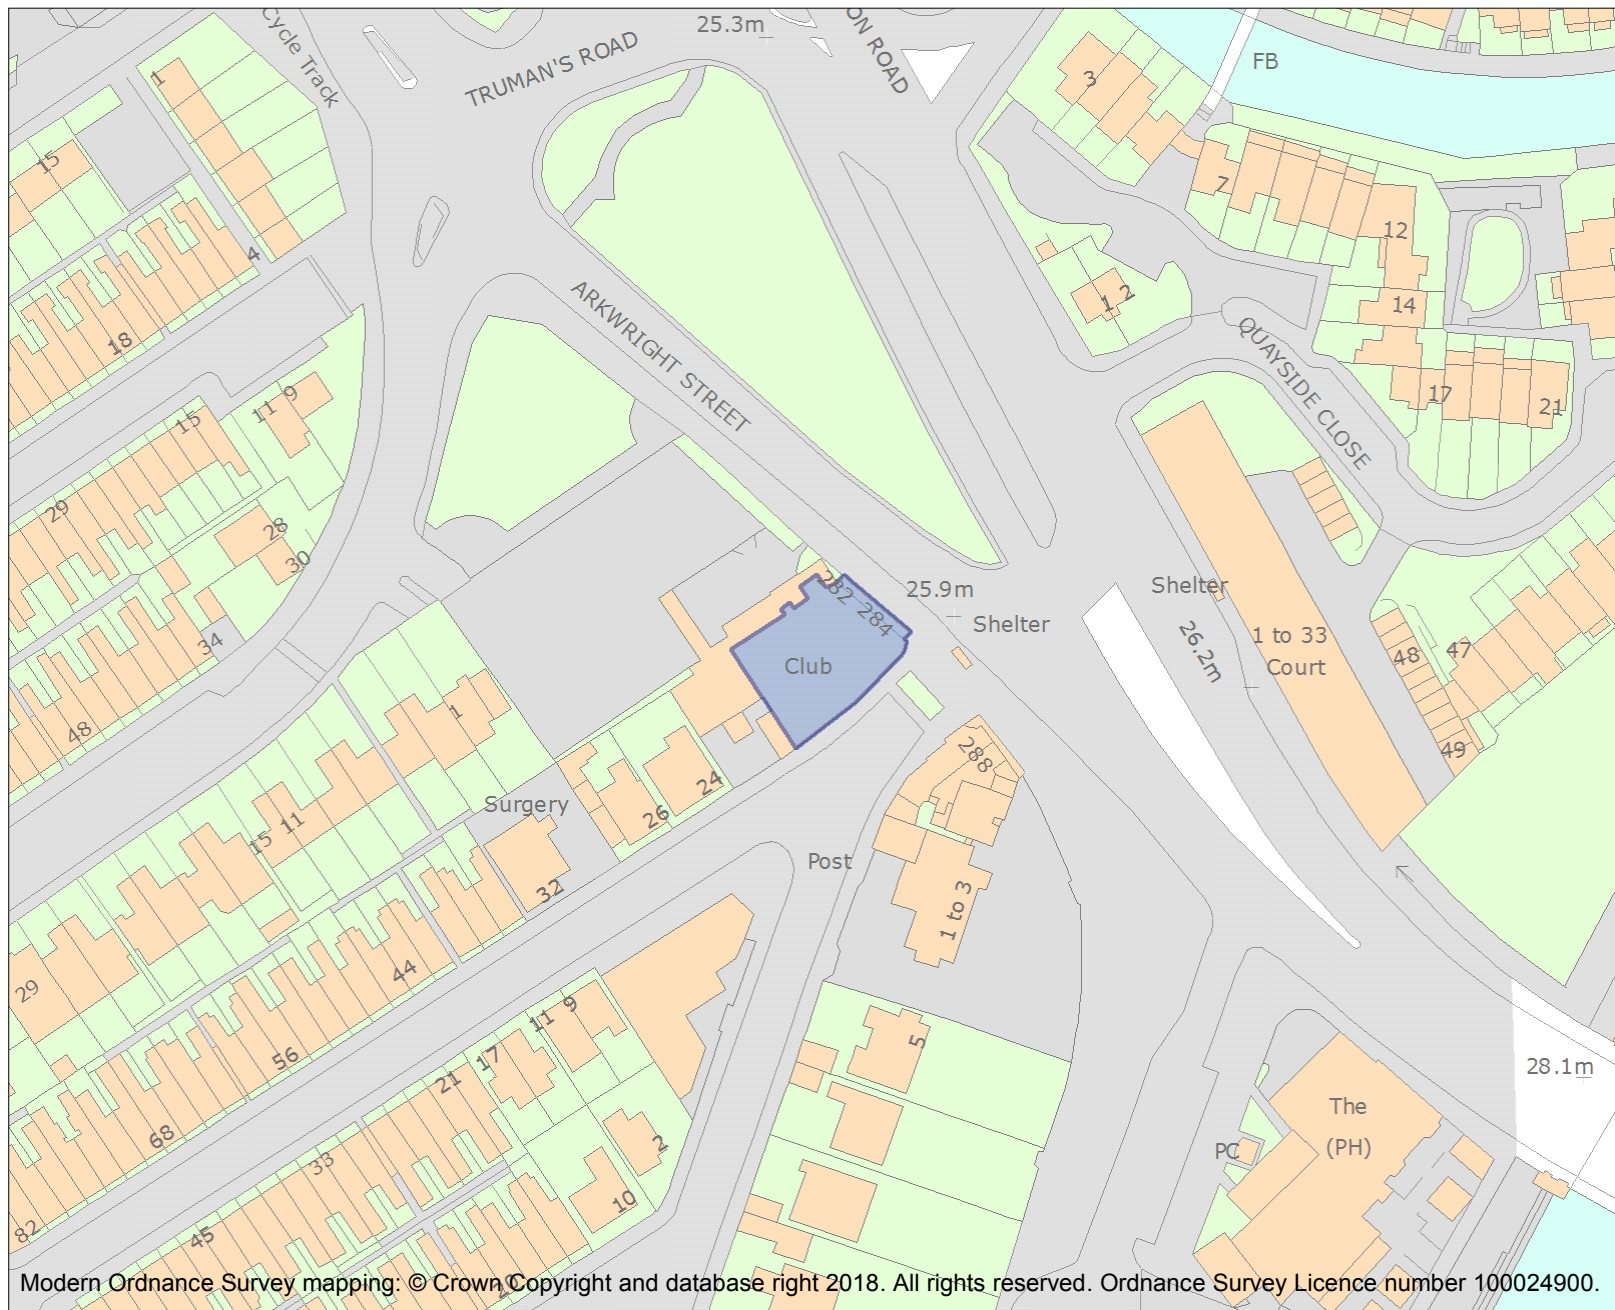 Cycle Track
TRUMAN'S ROAD
25.3m
ON ROAD
FB
1
3
15
7
4
12
1 2
14
18
ARKWRIGHT STREET
QUAYSIDE CLOSE
17
21
15
11 9
29
28
30
282 284
25.9m
Shelter
Shelter
34
Club
26.2m
1 to 33
Court
48
47
48
1
288
49
24
Surgery
26
15 11
Post
32
1 to 3
44
29
11 9
5
56
17
21
28.1m
The
(PH)
68
33
2
PC
10
82
45
20
Modern Ordnance Survey mapping: © Crown Copyright and database right 2018. All rights reserved. Ordnance Survey Licence number 100024900.